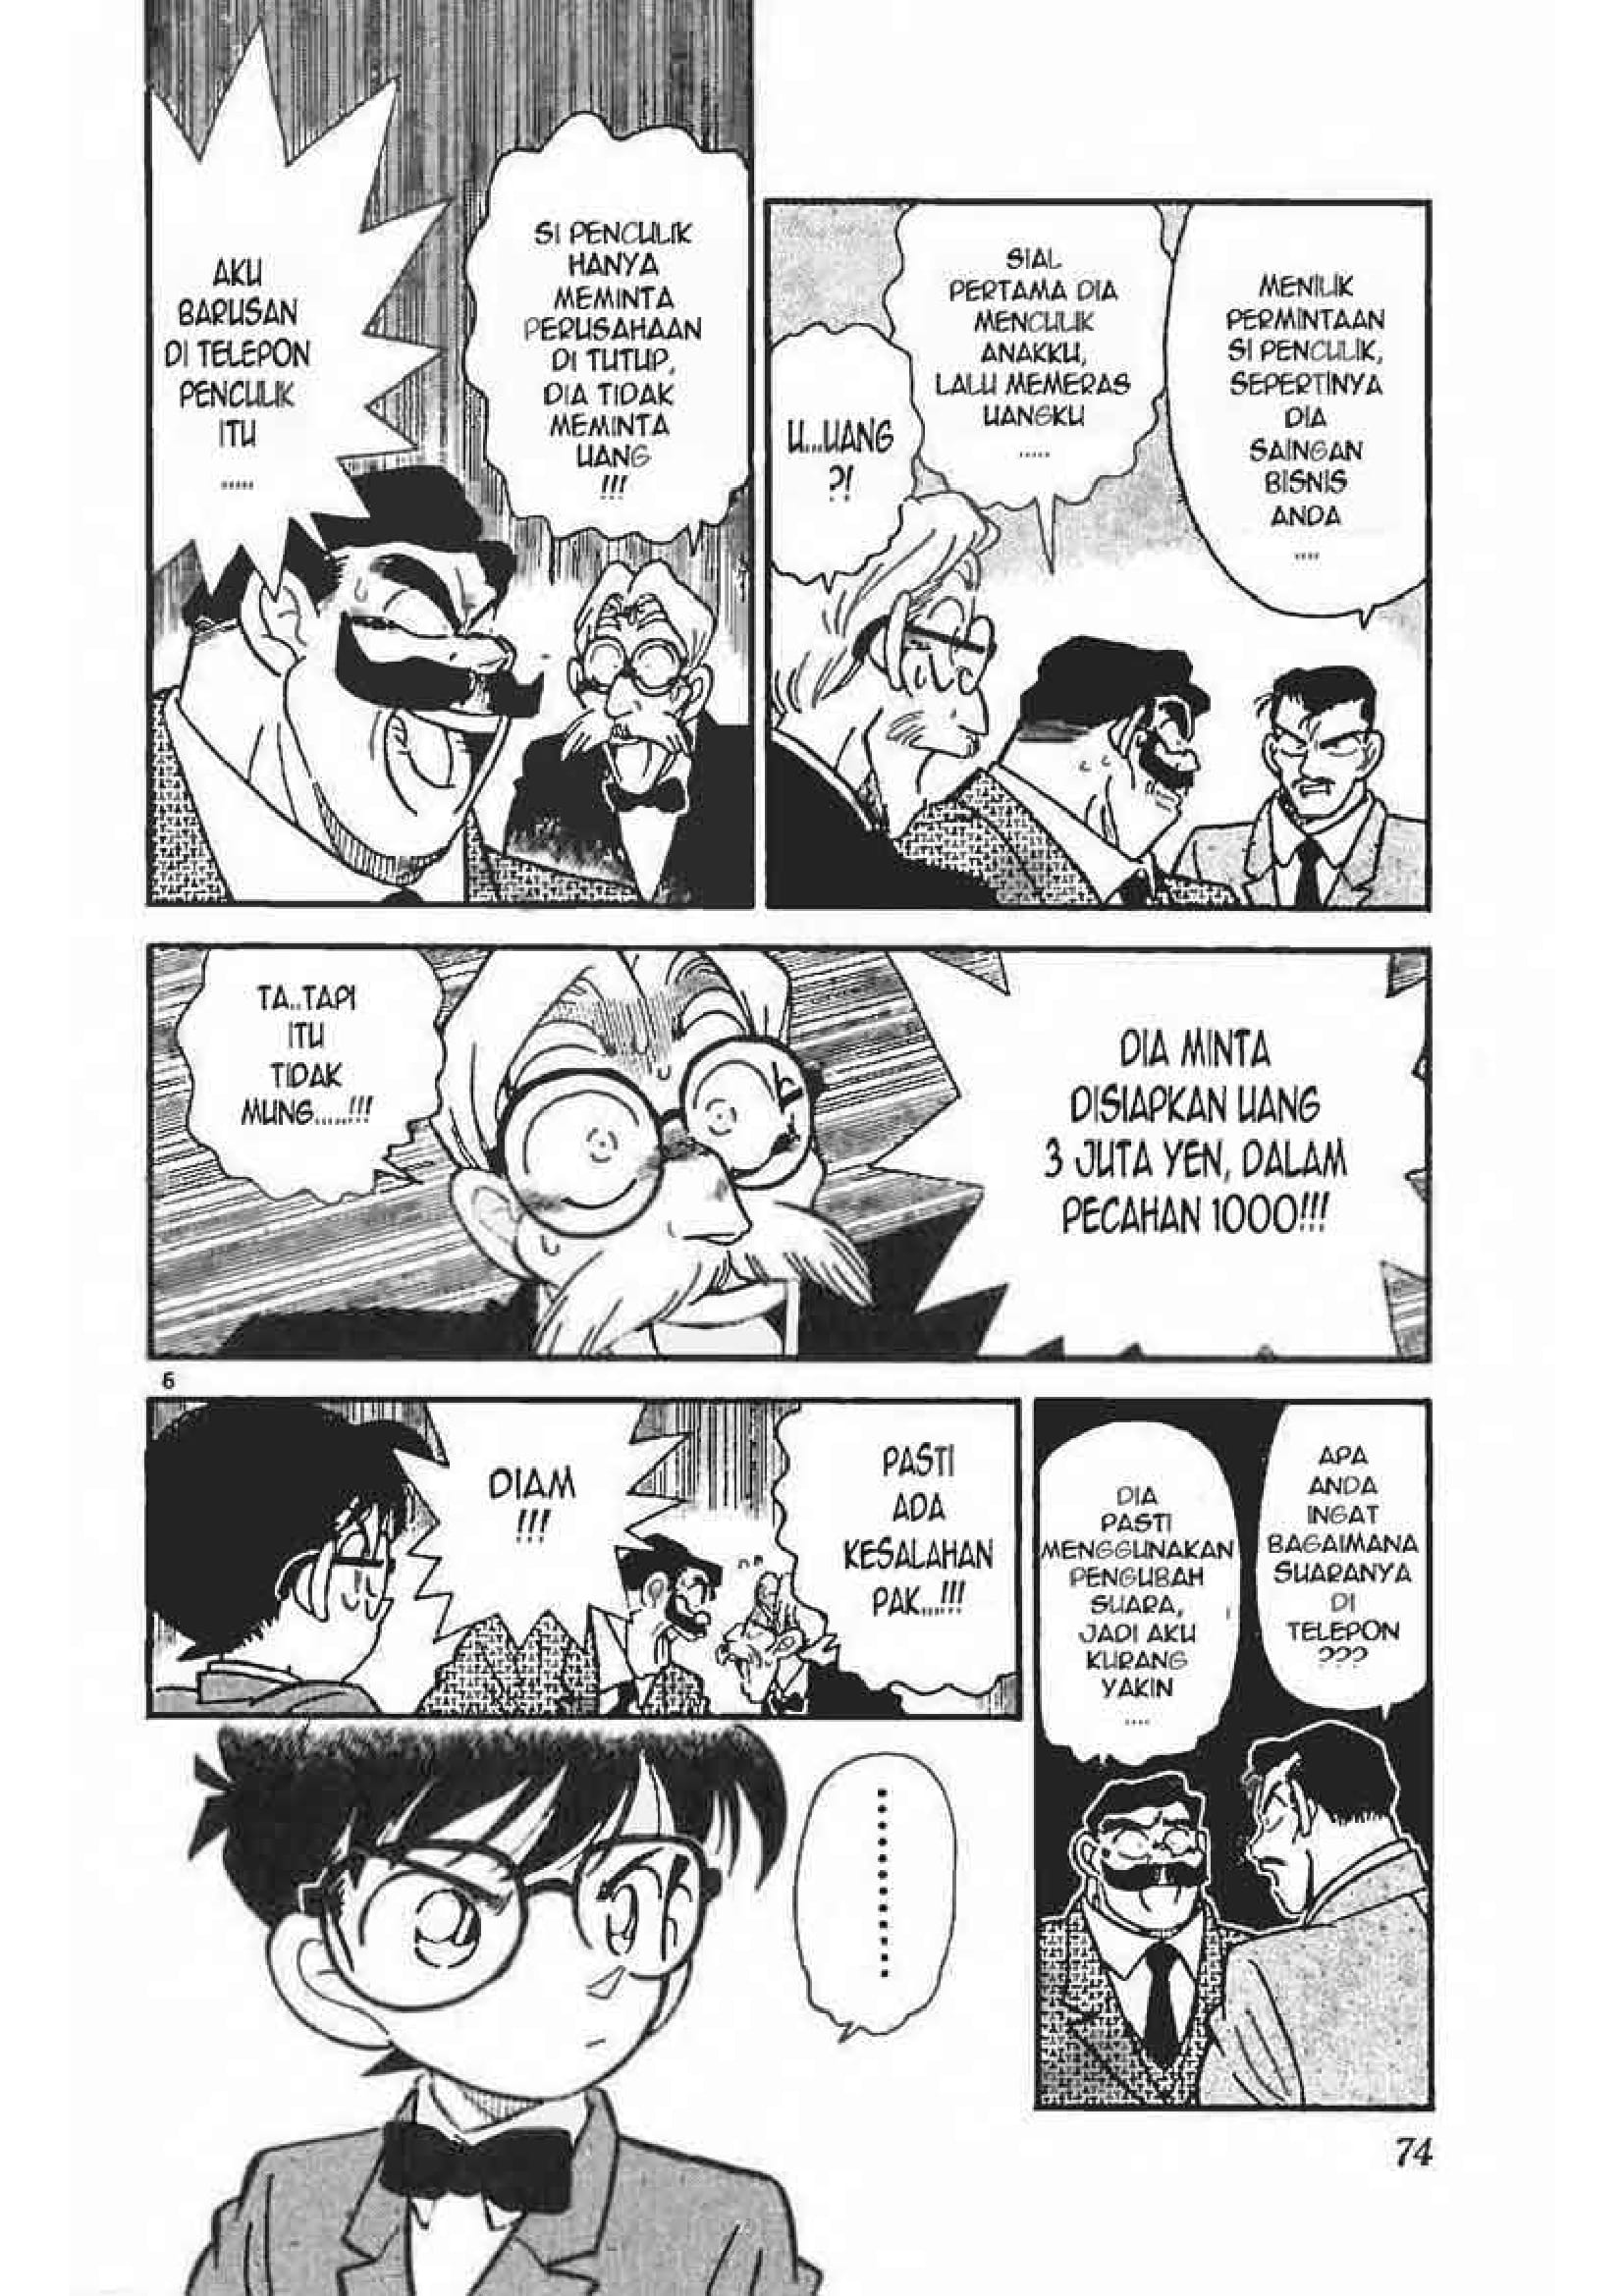 MENILIK
PERMINTAAN
SI PENCULIK,
SEPERTINYA
DIA
SAINGAN
BISNIS
ANDA
....
SIAL
PERTAMA DIA
MENCULIK
ANAKKU,
LALU MEMERAS
UANGKU
.....
U...UANG
?!
SI PENCULIK
HANYA
MEMINTA
PERUSAHAAN
DI TUTUP,
DIA TIDAK
MEMINTA
UANG
!!!
AKU
BARUSAN
DI TELEPON
PENCULIK
ITU
.....
DIA MINTA
DISIAPKAN UANG
3 JUTA YEN, DALAM
PECAHAN 1000!!!
TA..TAPI
ITU
TIDAK
MUNG.....!!!
6
APA
ANDA
INGAT
BAGAIMANA
SUARANYA
DI
TELEPON
???
DIA
PASTI
MENGGUNAKAN
PENGUBAH
SUARA,
JADI AKU
KURANG
YAKIN
....
PASTI
ADA
KESALAHAN
PAK...!!!
DIAM
!!!
...........
74